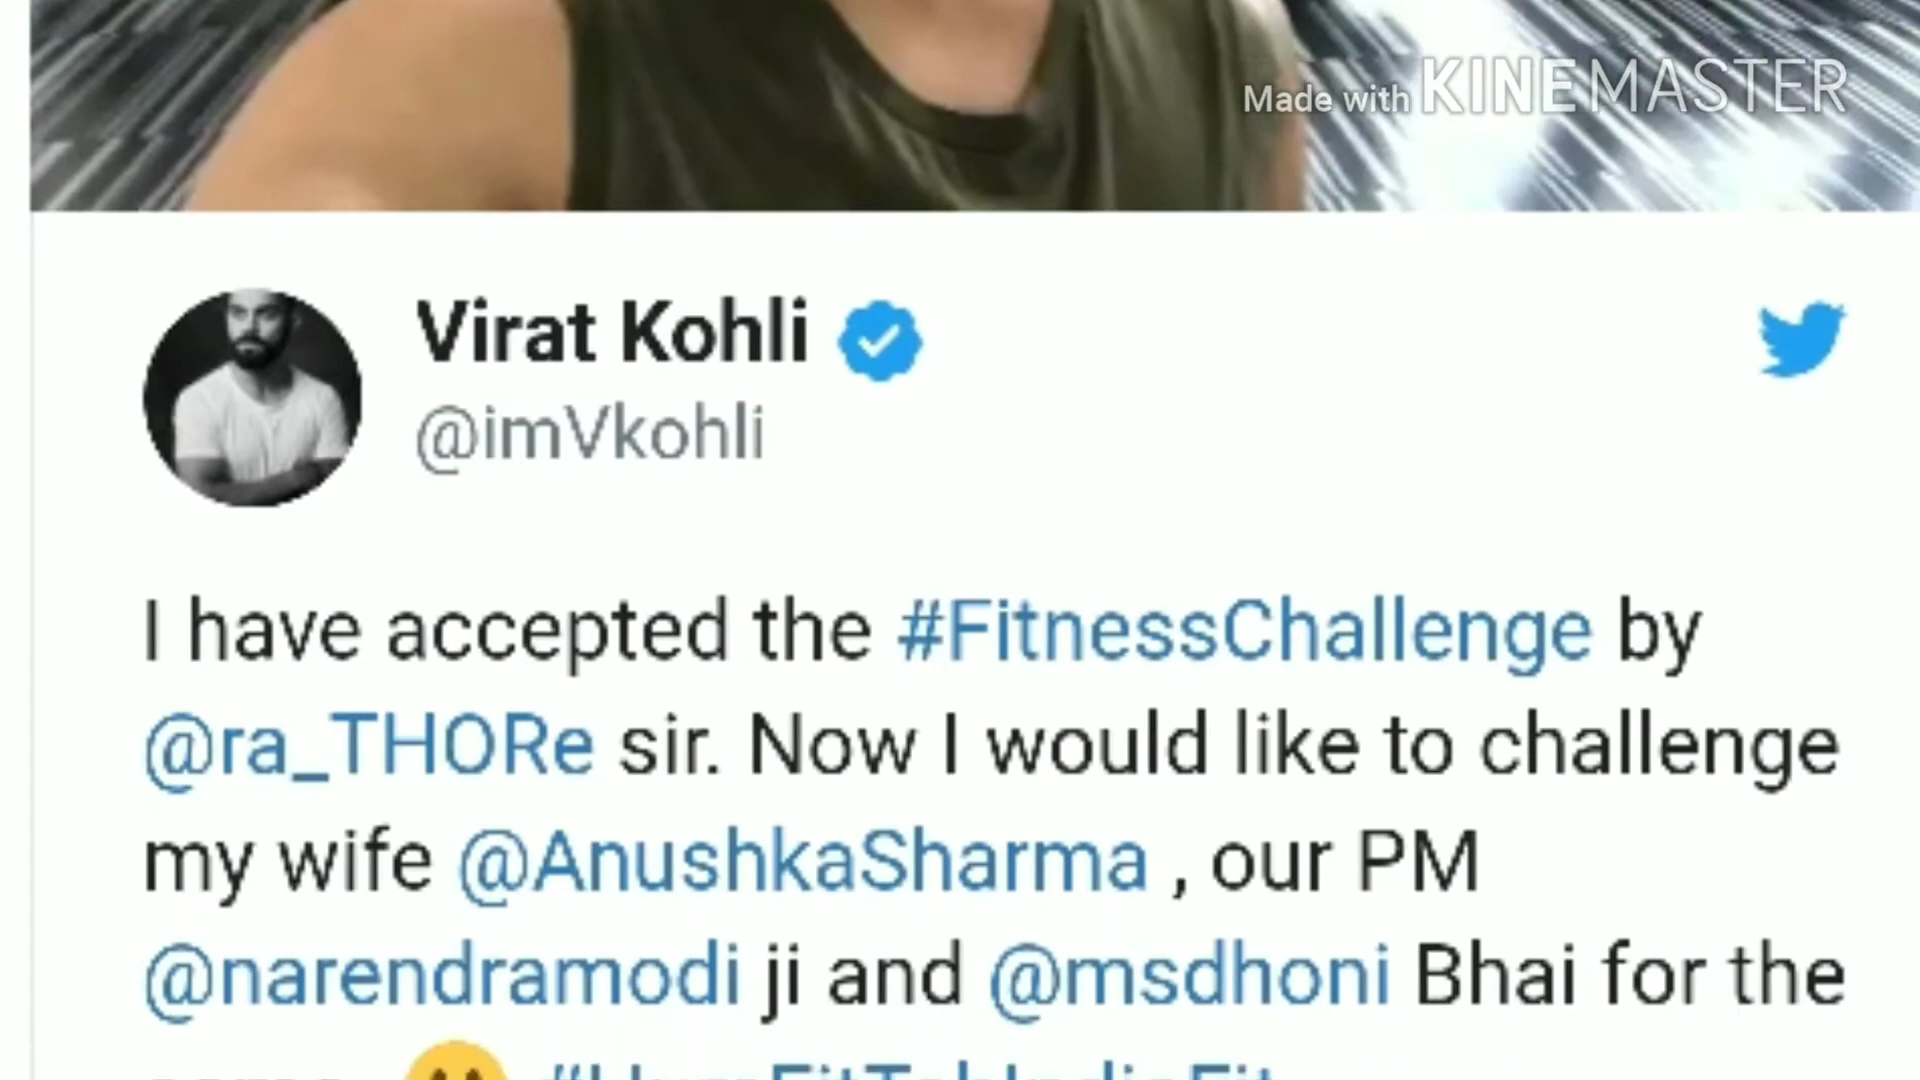 Made with KINEMASTER
Virat Kohli
@imVkohli
I have accepted the #FitnessChallenge by
@ra_THORe sir. Now I would like to challenge
my wife @AnushkaSharma , our PM
@narendramodi ji and @msdhoni Bhai for the
#HumFitTohIndiaFit